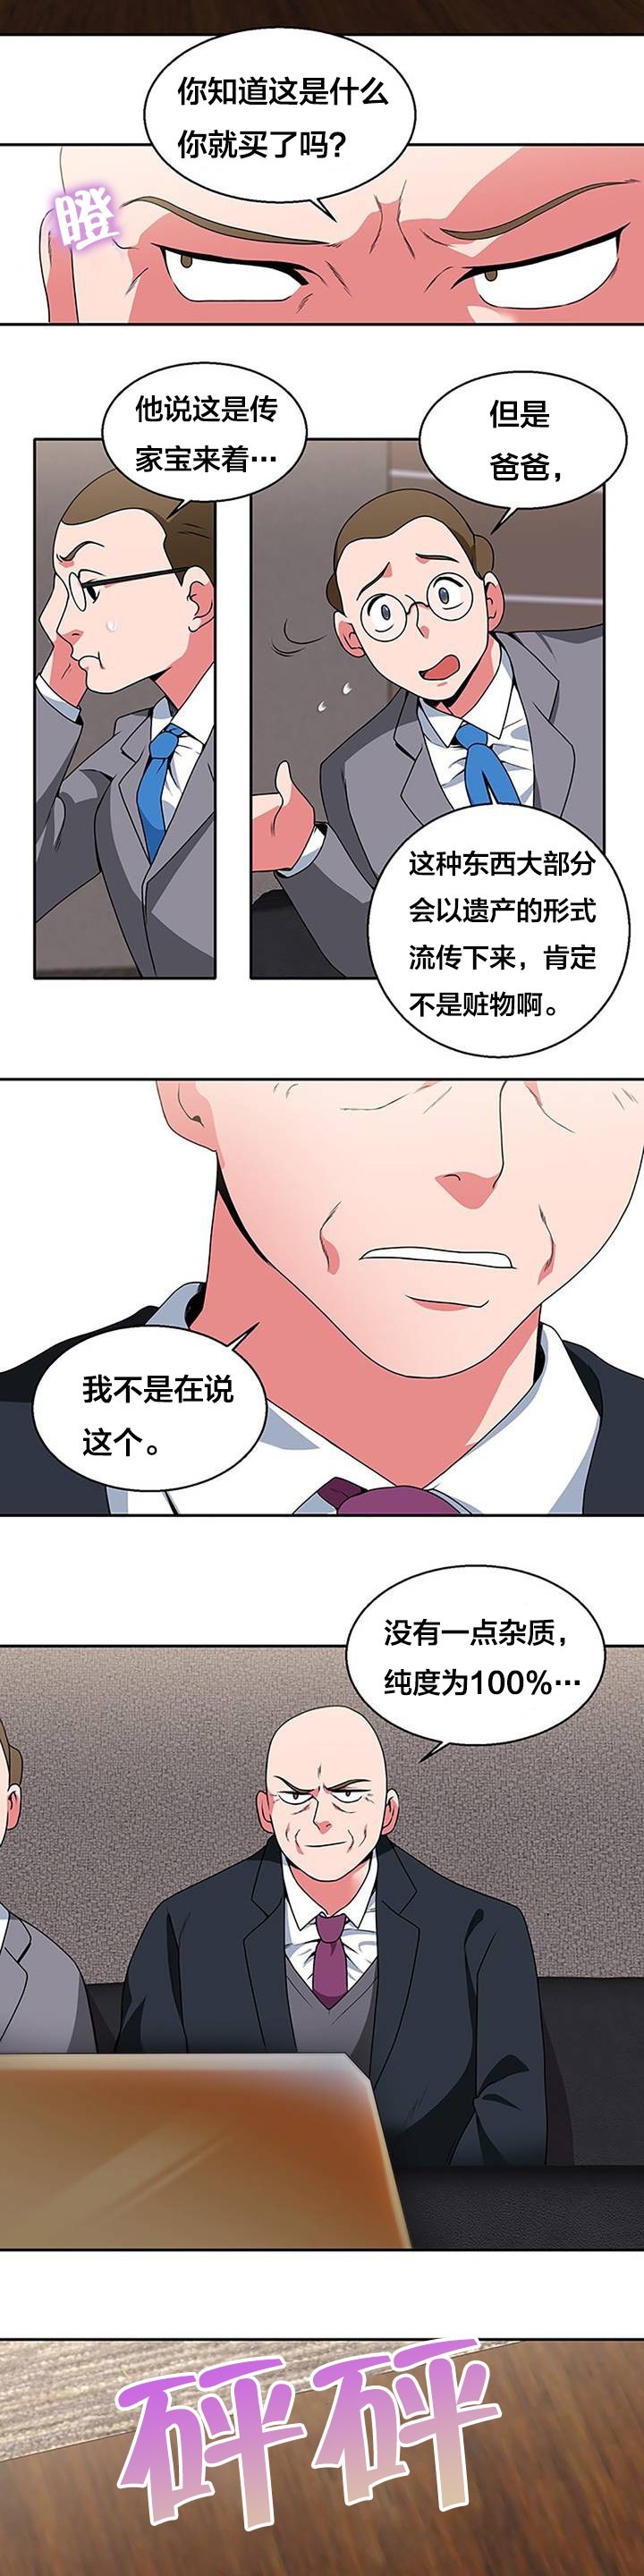 你知道这是什么
你就买了吗?
瞪
他说这是传
家宝来着…
但是
爸爸,
这种东西大部分
会以遗产的形式
流传下来，肯定
不是赃物啊。
我不是在说
这个。
没有一点杂质，
纯度为100%…
砰砰